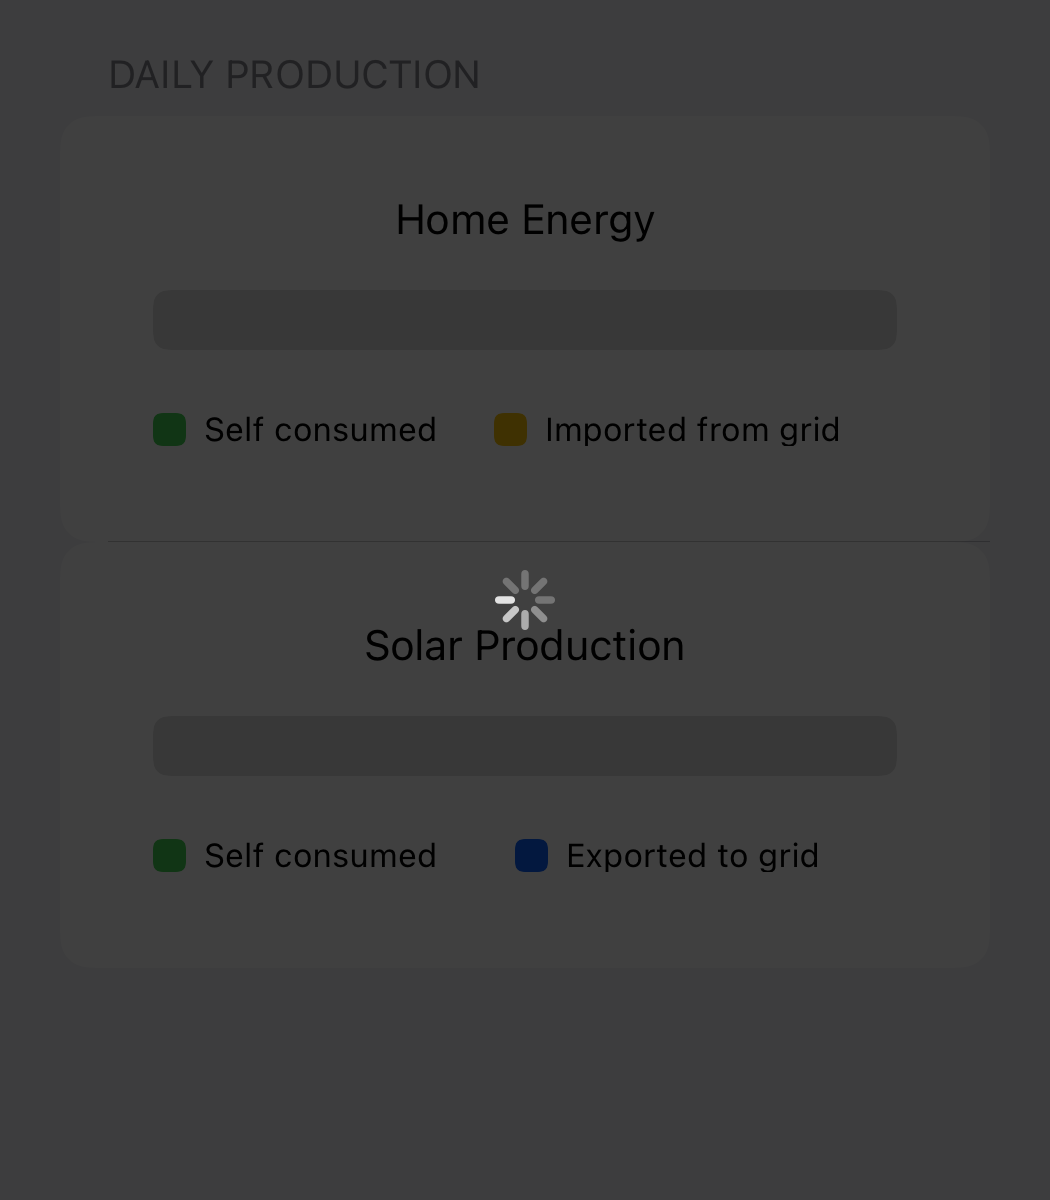 DAILY PRODUCTION
Home Energy
Self consumed Imported from grid
Solar Production
Self consumed Exported to grid